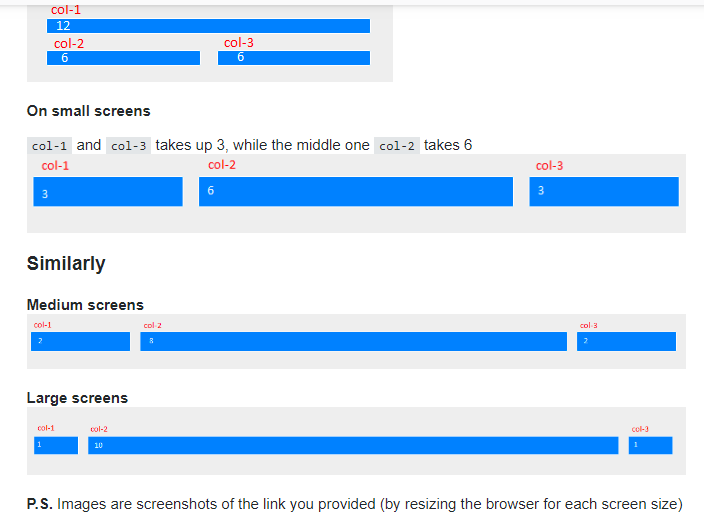 col-1
12
col-2 col-3
6 6
On small screens
col-1 and col-3 takes up 3, while the middle one col-2 takes 6
col-1 col-2 col-3
3 6 3
Similarly
Medium screens
col-1 col-2 col-3
2 8 2
Large screens
col-1 col-2 col-3
1 10 1
P.S. Images are screenshots of the link you provided (by resizing the browser for each screen size)